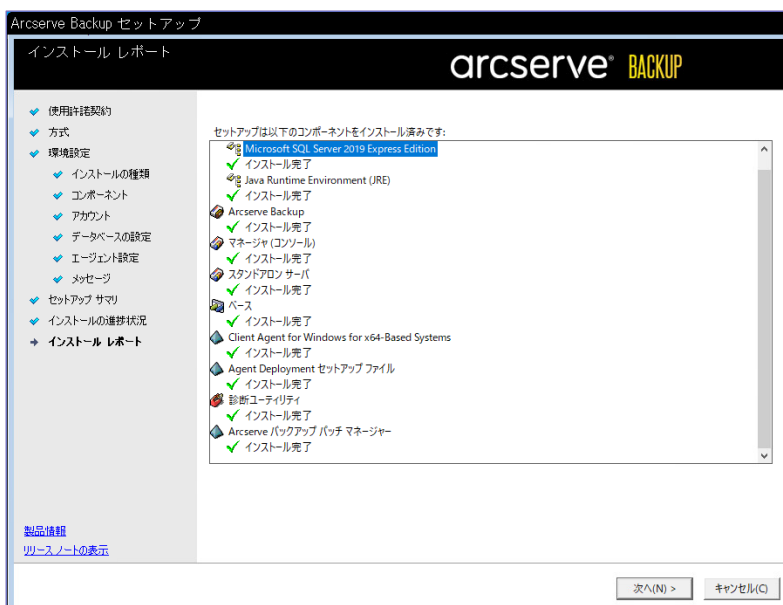 Arcserve Backup セットアップ
インストール レポート
arcserve® BACKUP
使用許諾契約
方式
環境設定
インストールの種類
コンポーネント
アカウント
データベースの設定
エージェント設定
メッセージ
セットアップ サマリ
インストールの進捗状況
インストール レポート
製品情報
リリース ノートの表示
セットアップは以下のコンポーネントをインストール済みです:
Microsoft SQL Server 2019 Express Edition
インストール完了
Java Runtime Environment (JRE)
インストール完了
Arcserve Backup
インストール完了
マネージャ (コンソール)
インストール完了
スタンドアロン サーバ
インストール完了
ベース
インストール完了
Client Agent for Windows for x64-Based Systems
インストール完了
Agent Deployment セットアップ ファイル
インストール完了
診断ユーティリティ
インストール完了
Arcserve バックアップ パッチ マネージャー
インストール完了
次へ(N) >
キャンセル(C)